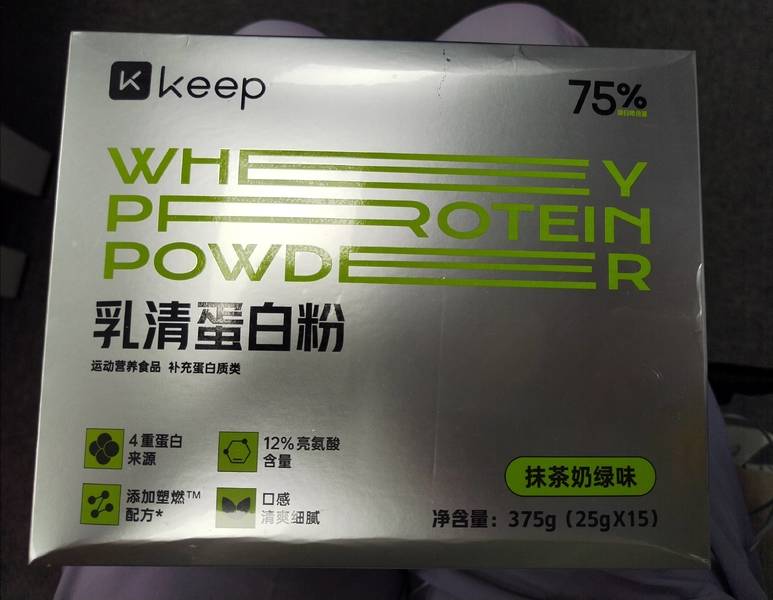 keep
75%
WHEY
PROTEIN
POWDER
乳清蛋白粉
运动营养食品 补充蛋白质类
4重蛋白
来源
12%亮氨酸
含量
添加塑燃™
配方*
口感
清爽细腻
抹茶奶绿味
净含量：375g（25gX15）